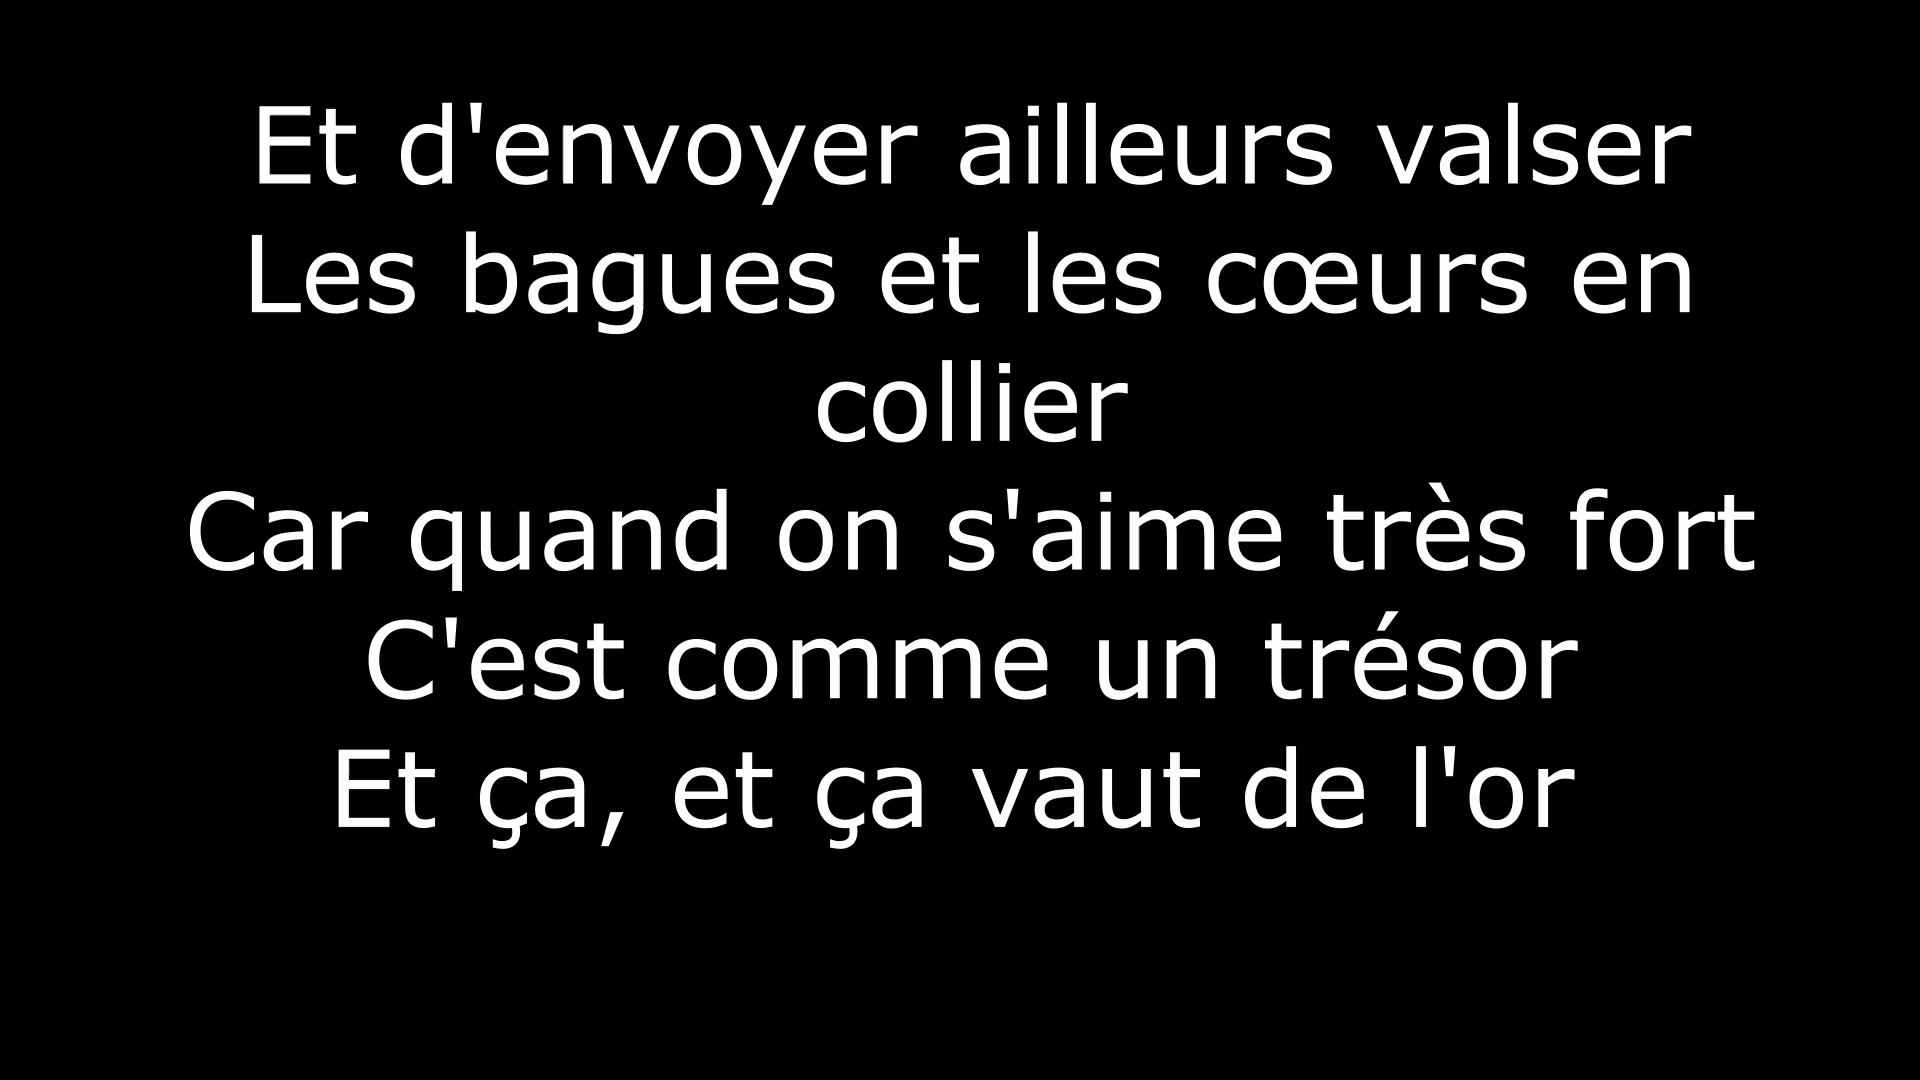 Et d'envoyer ailleurs valser
Les bagues et les cœurs en
collier
Car quand on s'aime très fort
C'est comme un trésor
Et ça, et ça vaut de l'or